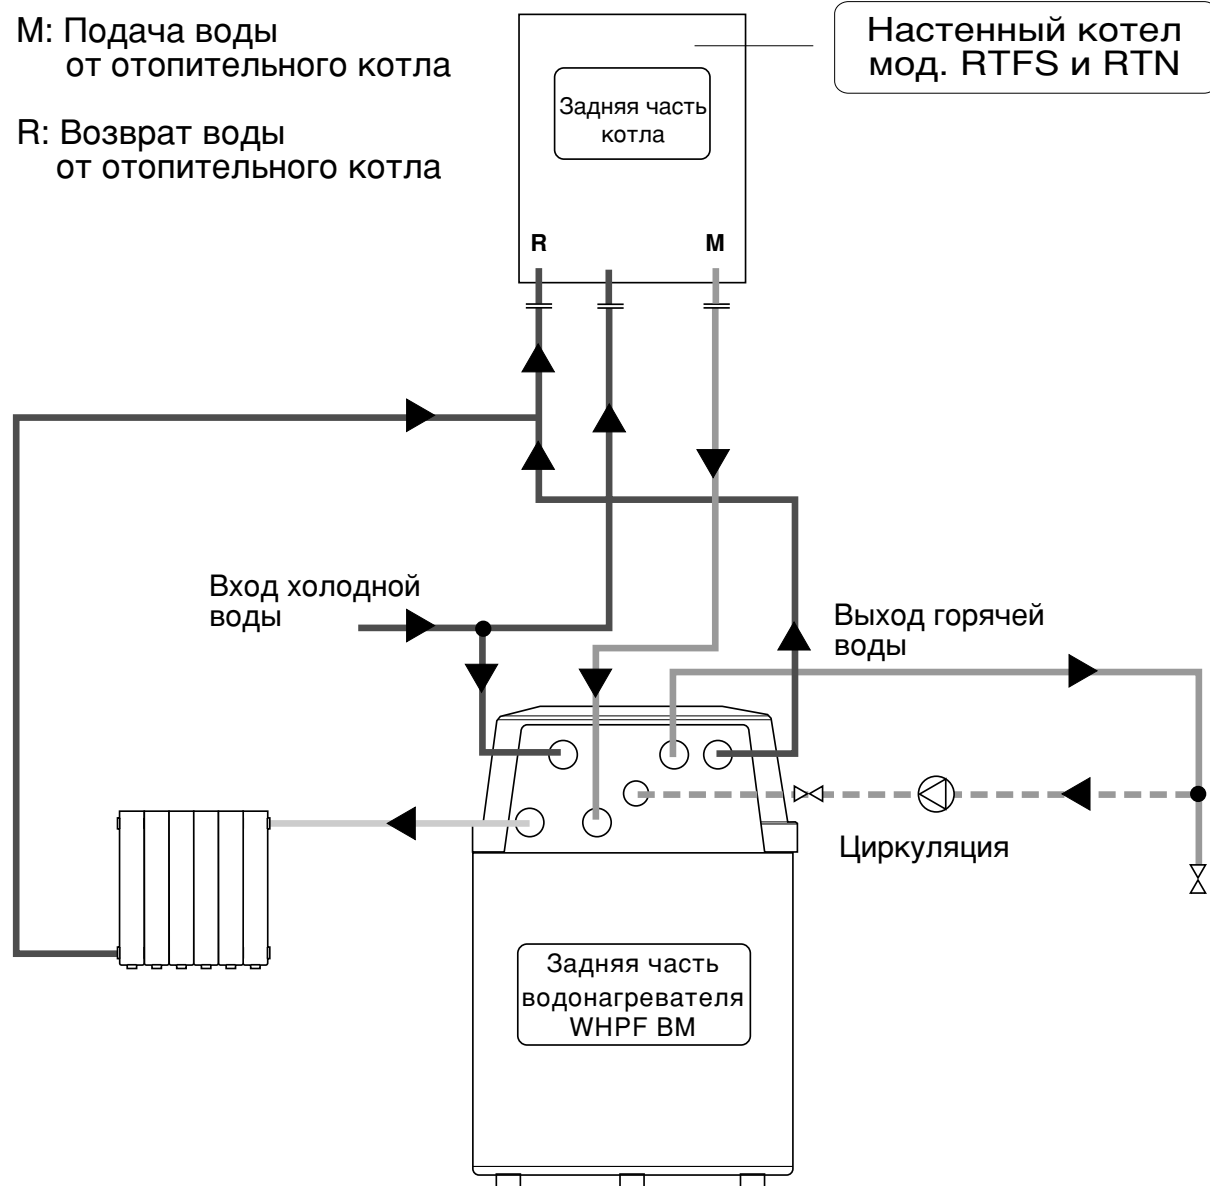 М: Подача воды
от отопительного котла
R: Возврат воды
от отопительного котла
Настенный котел
мод. RTFS и RTN
Задняя часть
котла
R
M
Вход холодной
воды
Выход горячей
воды
Циркуляция
Задняя часть
водонагревателя
WHPF BM